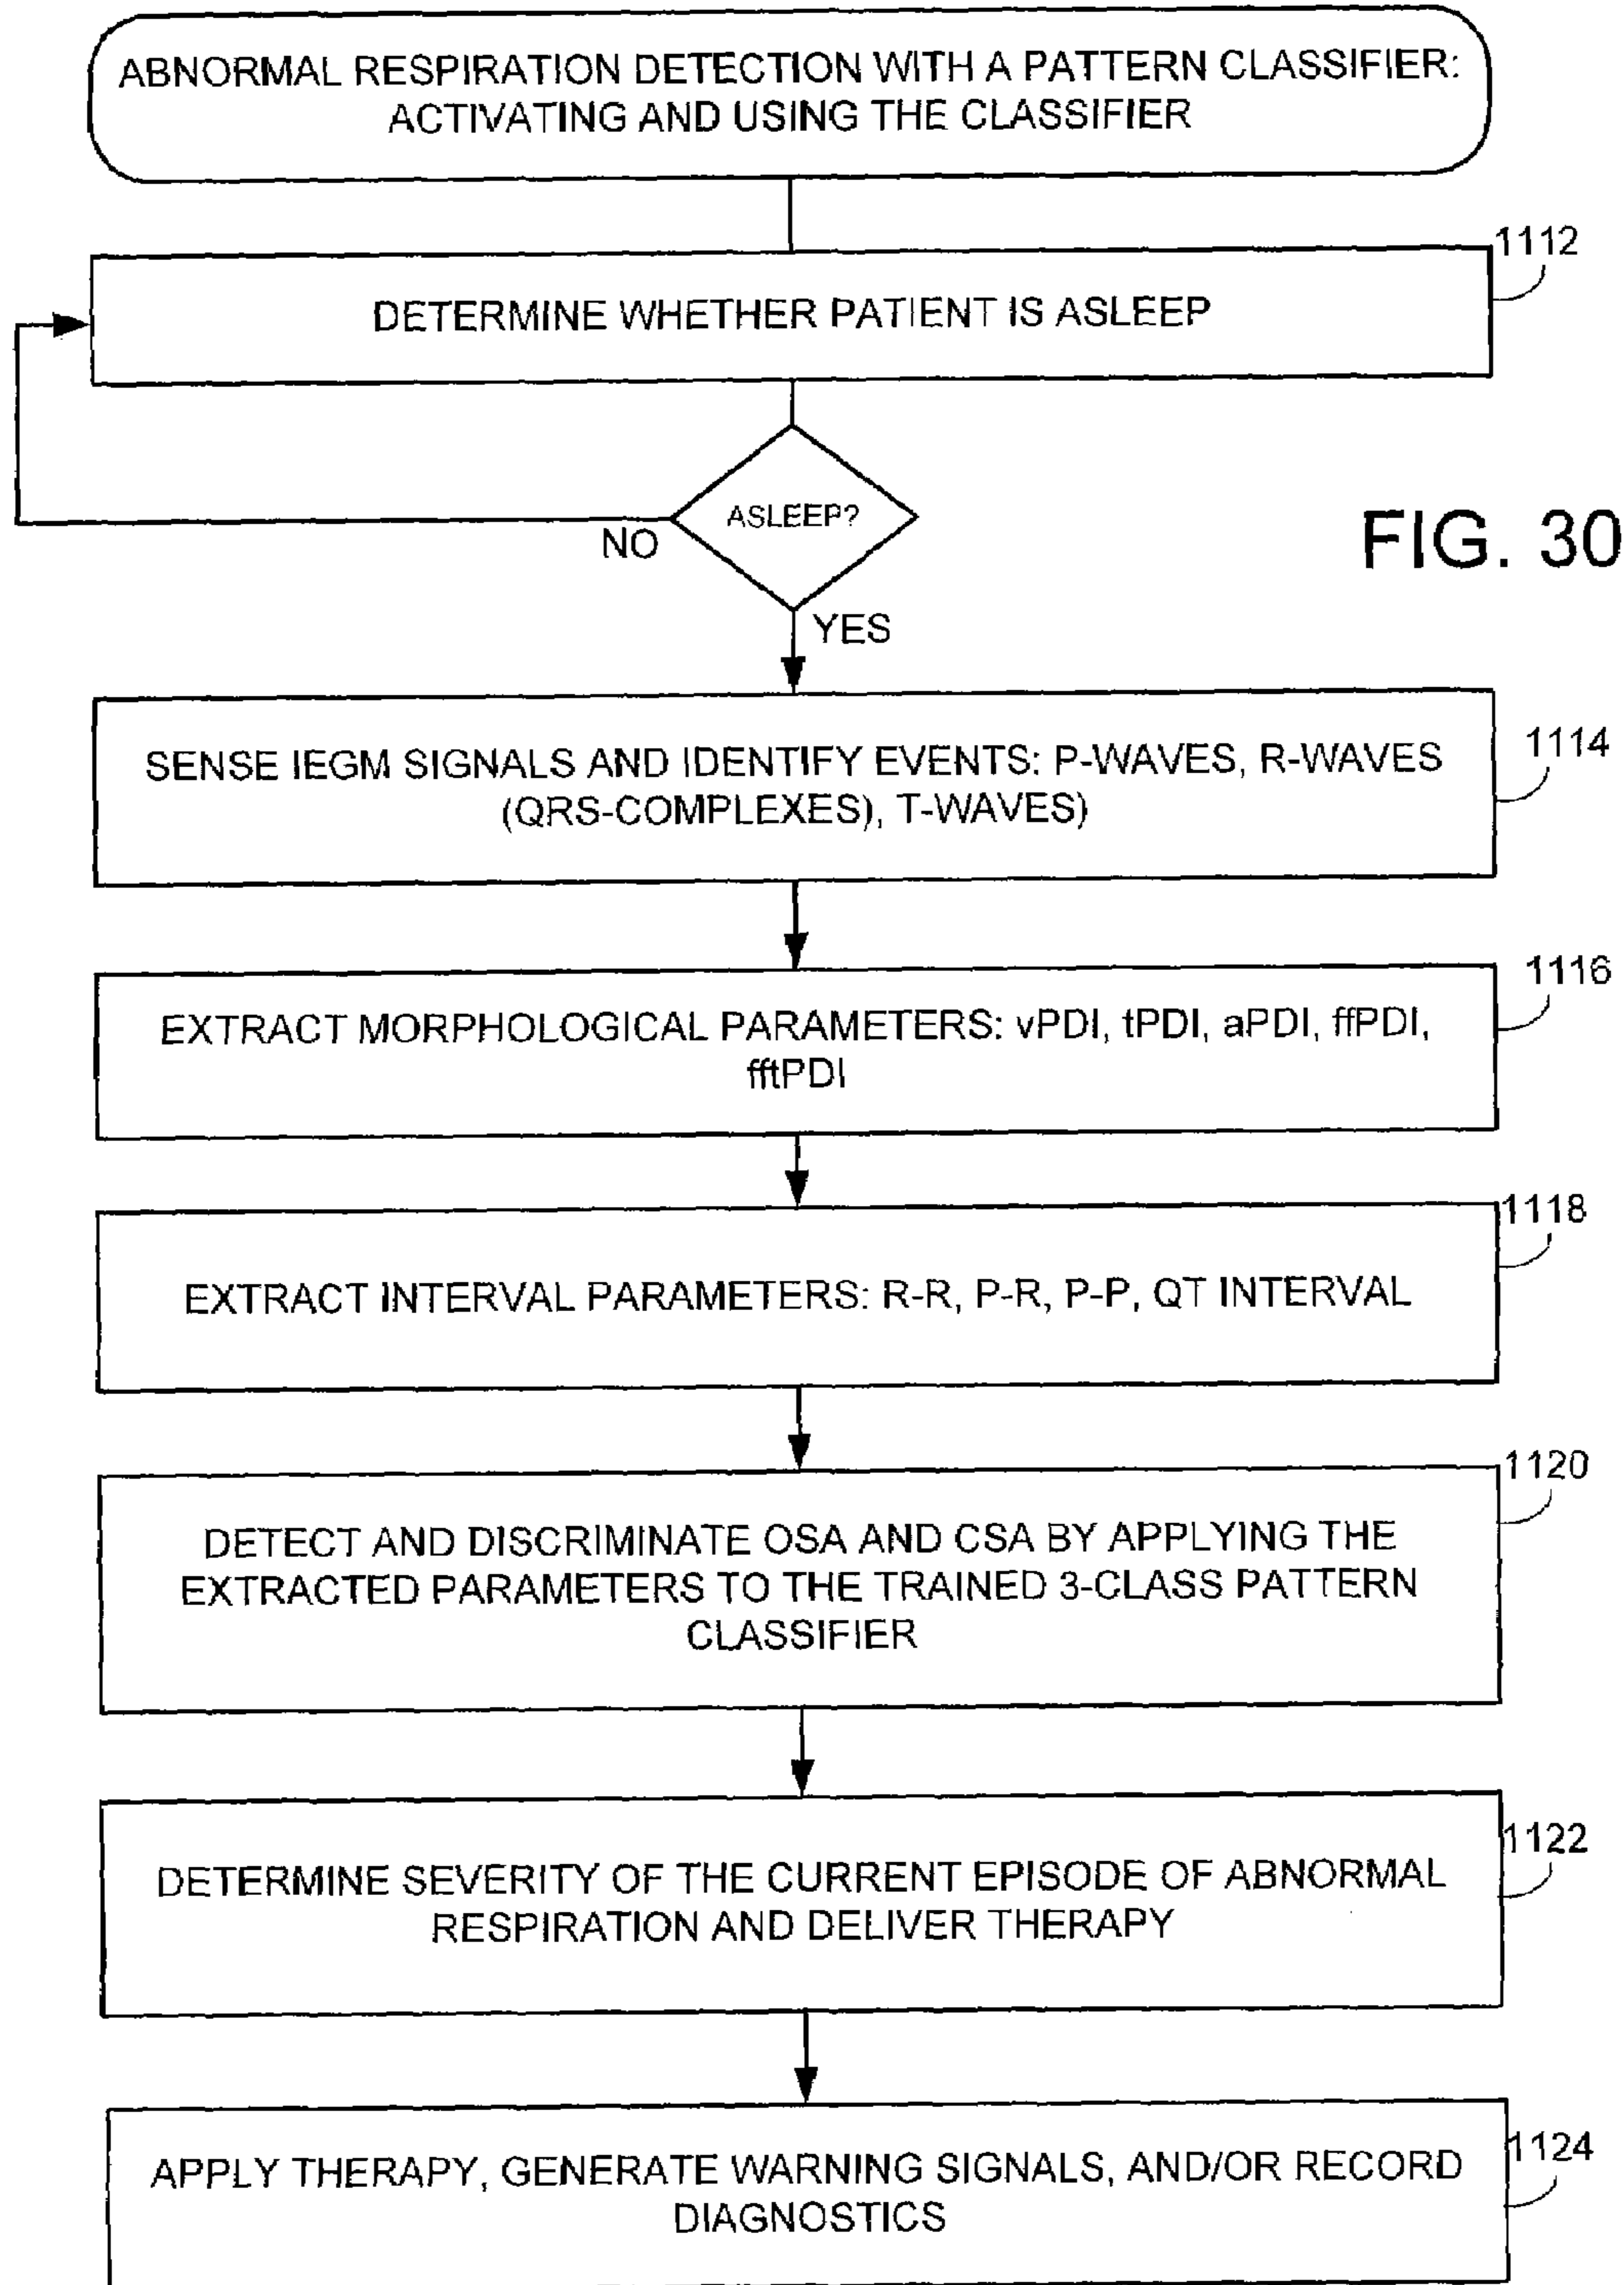 ABNORMAL RESPIRATION DETECTION WITH A PATTERN CLASSIFIER:
ACTIVATING AND USING THE CLASSIFIER
1112
DETERMINE WHETHER PATIENT IS ASLEEP
ASLEEP?
NO
FIG. 30
YES
1114
SENSE IEGM SIGNALS AND IDENTIFY EVENTS: P-WAVES, R-WAVES
(QRS-COMPLEXES), T-WAVES)
1116
EXTRACT MORPHOLOGICAL PARAMETERS: vPDI, tPDI, aPDI, ffPDI,
fftPDI
1118
EXTRACT INTERVAL PARAMETERS: R-R, P-R, P-P, QT INTERVAL
1120
DETECT AND DISCRIMINATE OSA AND CSA BY APPLYING THE
EXTRACTED PARAMETERS TO THE TRAINED 3-CLASS PATTERN
CLASSIFIER
1122
DETERMINE SEVERITY OF THE CURRENT EPISODE OF ABNORMAL
RESPIRATION AND DELIVER THERAPY
1124
APPLY THERAPY, GENERATE WARNING SIGNALS, AND/OR RECORD
DIAGNOSTICS